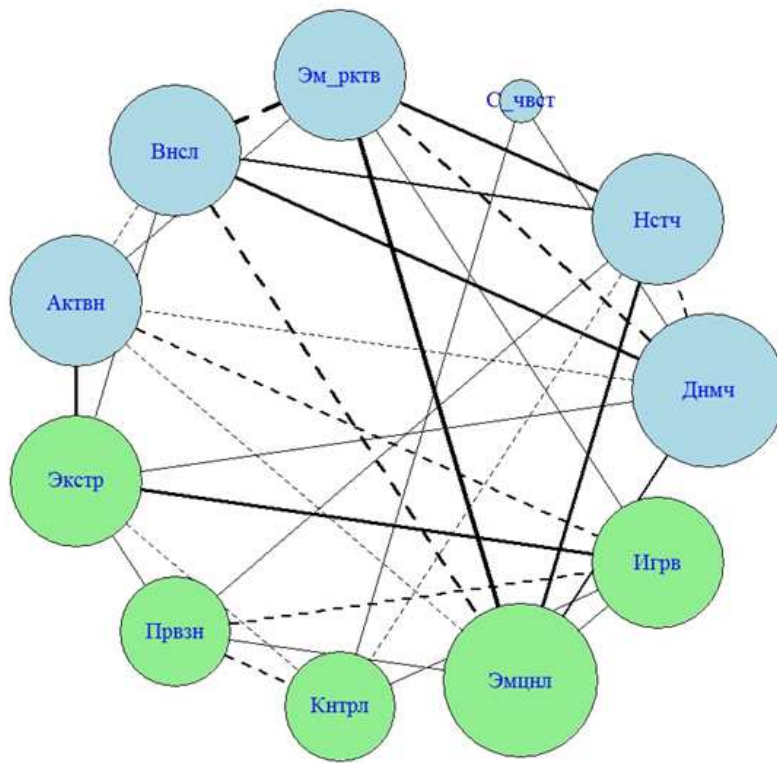 Эм_рктв
С_чвст
Внсл
Нстч
Актвн
Днмч
Экстр
Игрв
Првзн
Эмцнл
Кнтрл